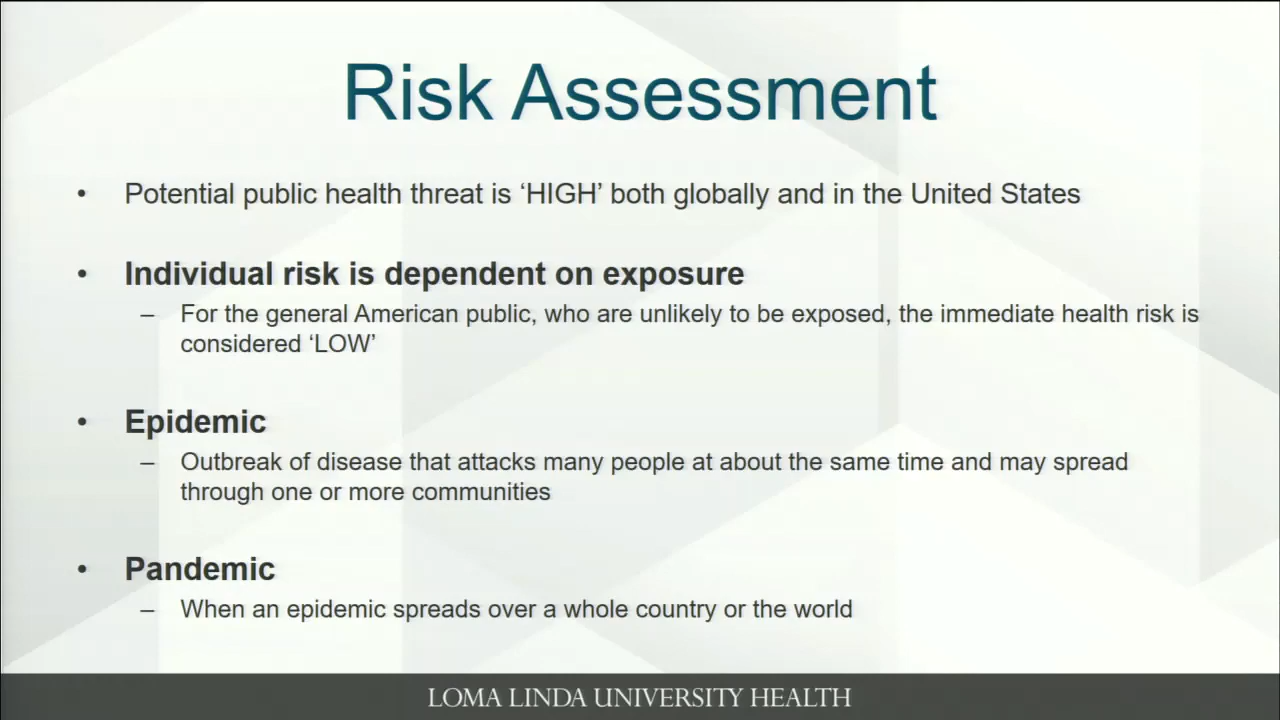 Risk Assessment
• Potential public health threat is ‘HIGH’ both globally and in the United States
• Individual risk is dependent on exposure
– For the general American public, who are unlikely to be exposed, the immediate health risk is
considered ‘LOW’
• Epidemic
– Outbreak of disease that attacks many people at about the same time and may spread
through one or more communities
• Pandemic
– When an epidemic spreads over a whole country or the world
LOMA LINDA UNIVERSITY HEALTH